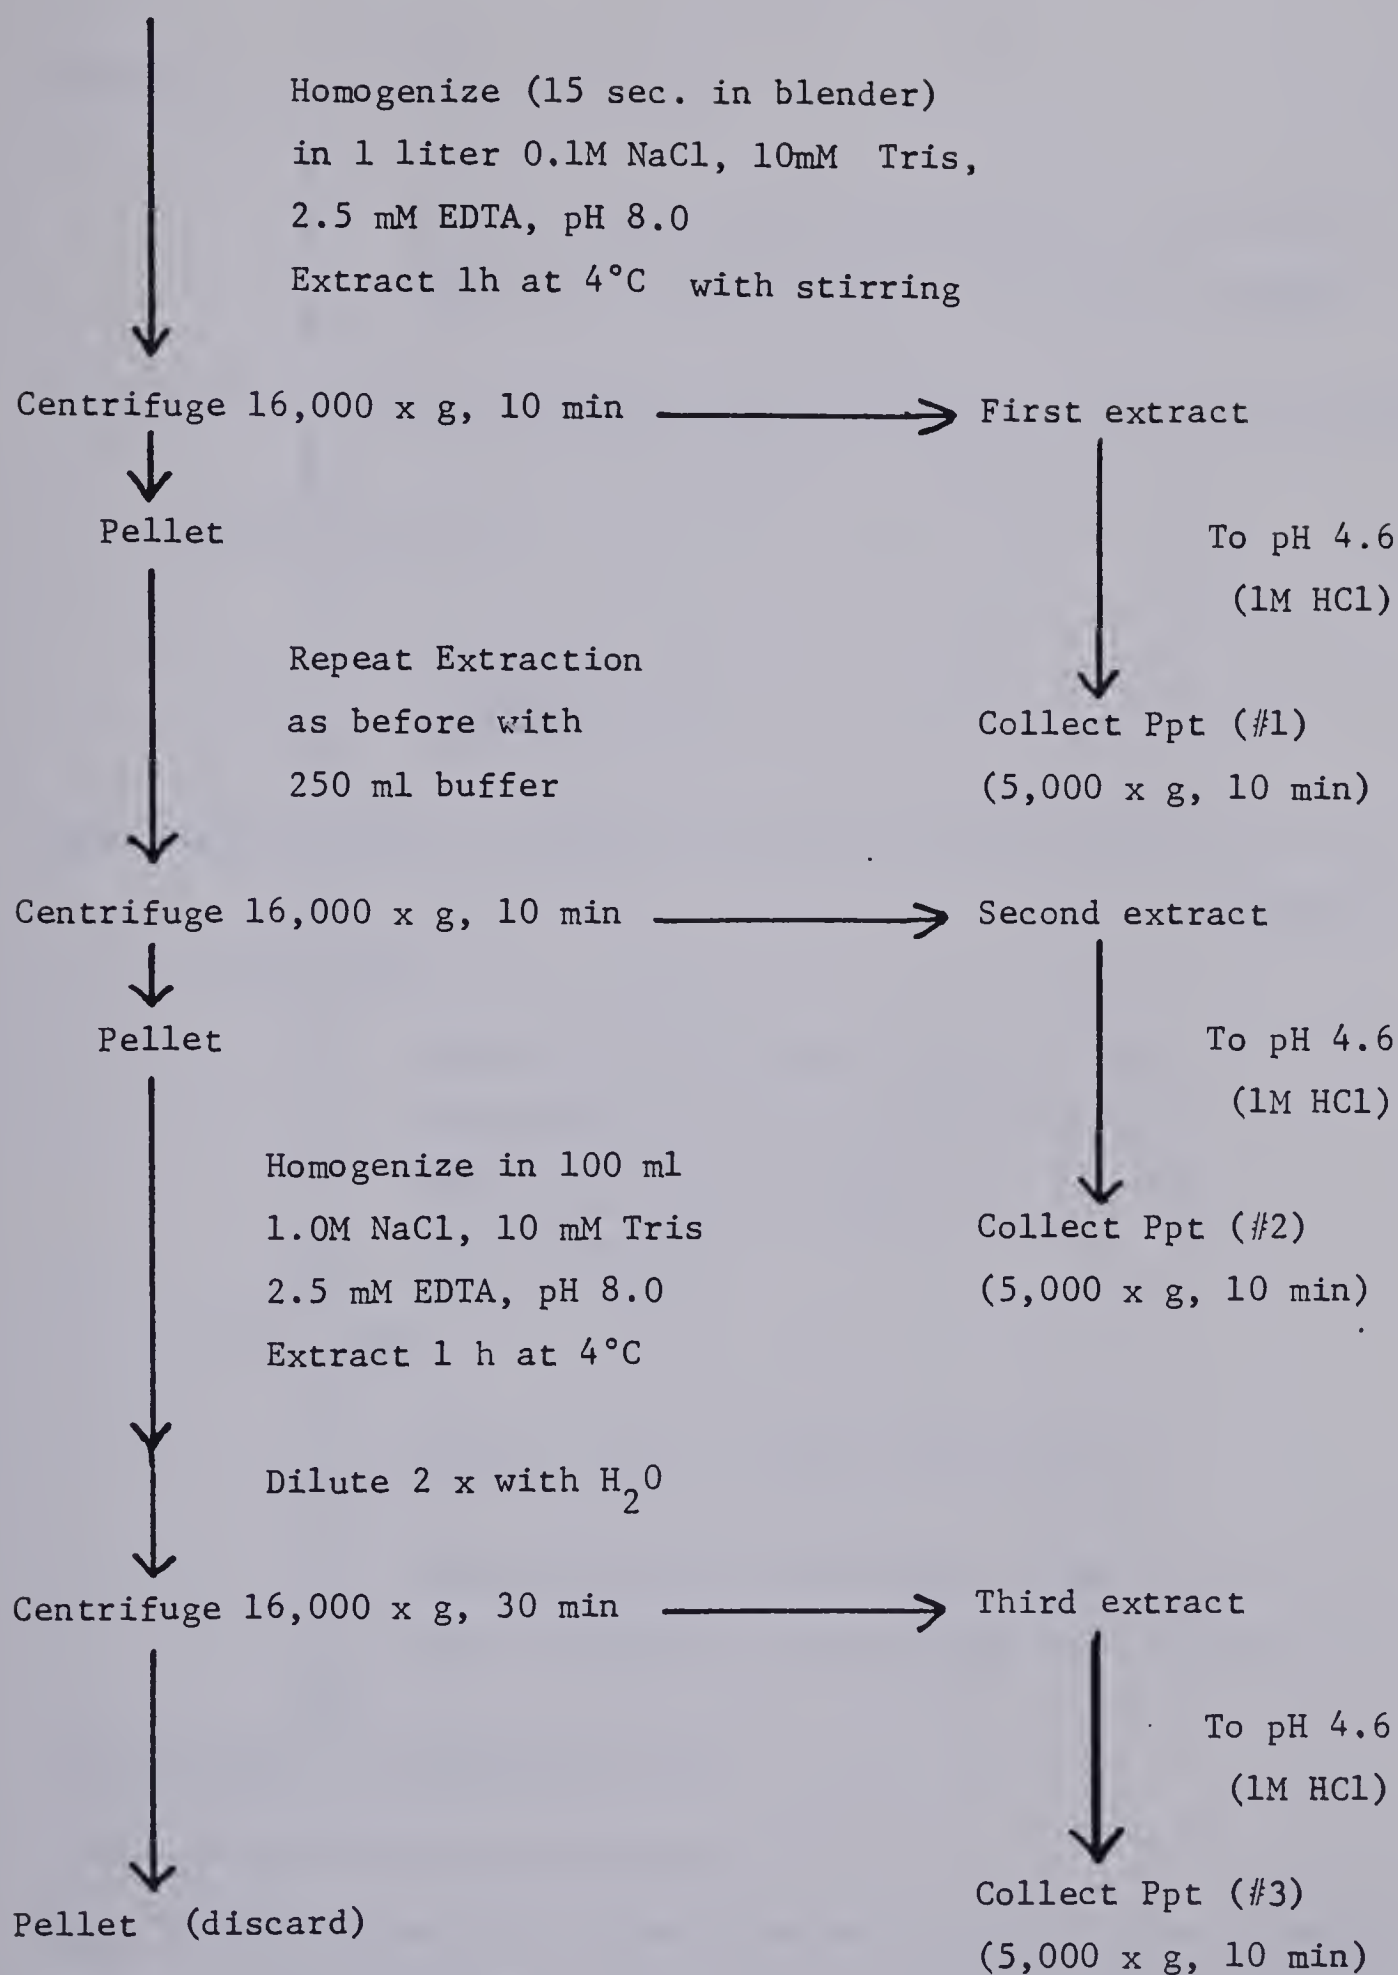 Homogenize (15 sec. in blender)
in 1 liter 0.1M NaCl, 10mM Tris,
2.5 mM EDTA, pH 8.0
Extract 1h at 4°C with stirring
Centrifuge 16,000 x g, 10 min
First extract
Pellet
To pH 4.6
(1M HCl)
Repeat Extraction
as before with
250 ml buffer
Collect Ppt (#1)
(5,000 x g, 10 min)
Centrifuge 16,000 x g, 10 min
Second extract
Pellet
To pH 4.6
(1M HCl)
Homogenize in 100 ml
1.0M NaCl, 10 mM Tris
2.5 mM EDTA, pH 8.0
Extract 1 h at 4°C
Collect Ppt (#2)
(5,000 x g, 10 min)
Dilute 2 x with H₂O
Centrifuge 16,000 x g, 30 min
Third extract
To pH 4.6
(1M HCl)
Pellet (discard)
Collect Ppt (#3)
(5,000 x g, 10 min)